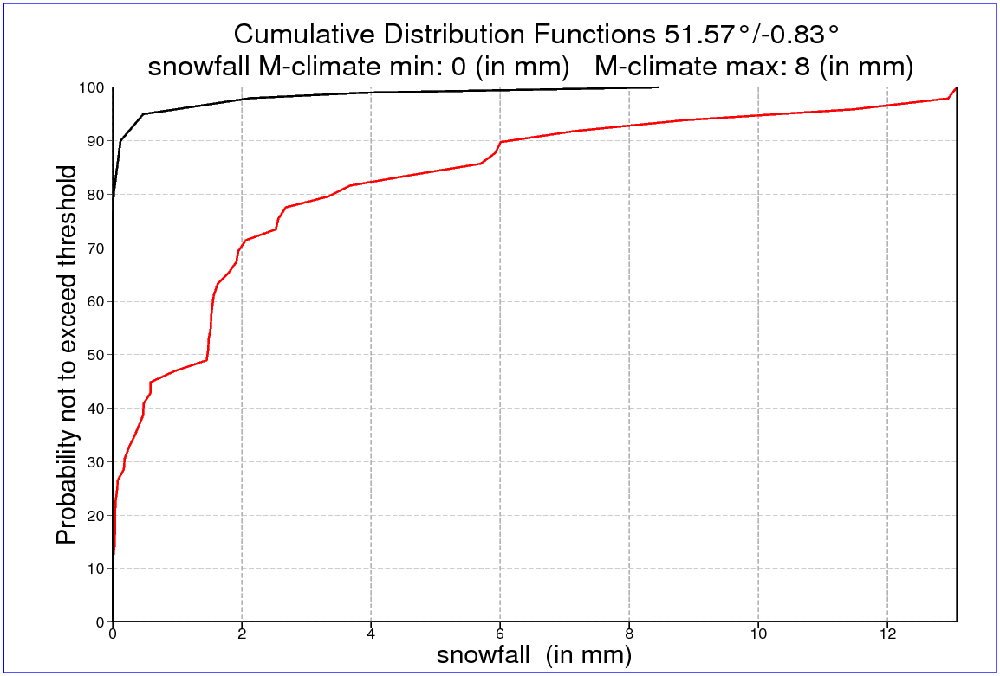 Cumulative Distribution Functions 51.57°/-0.83°
snowfall M-climate min: 0 (in mm)   M-climate max: 8 (in mm)
100
90
80
70
60
50
40
30
20
10
0
Probability not to exceed threshold
0 2 4 6 8 10 12
snowfall  (in mm)